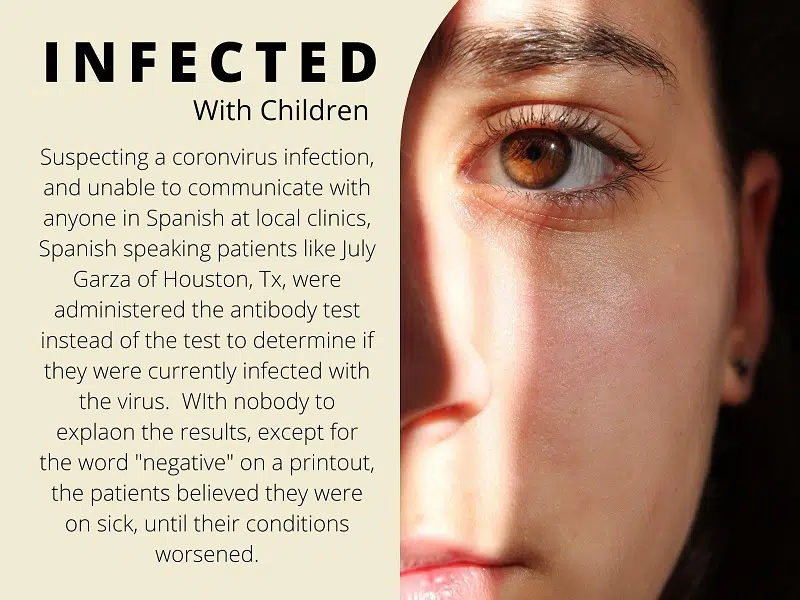 INFECTED
With Children
Suspecting a coronvirus infection,
and unable to communicate with
anyone in Spanish at local clinics,
Spanish speaking patients like July
Garza of Houston, Tx, were
administered the antibody test
instead of the test to determine if
they were currently infected with
the virus.  WIth nobody to
explaon the results, except for
the word "negative" on a printout,
the patients believed they were
on sick, until their conditions
worsened.